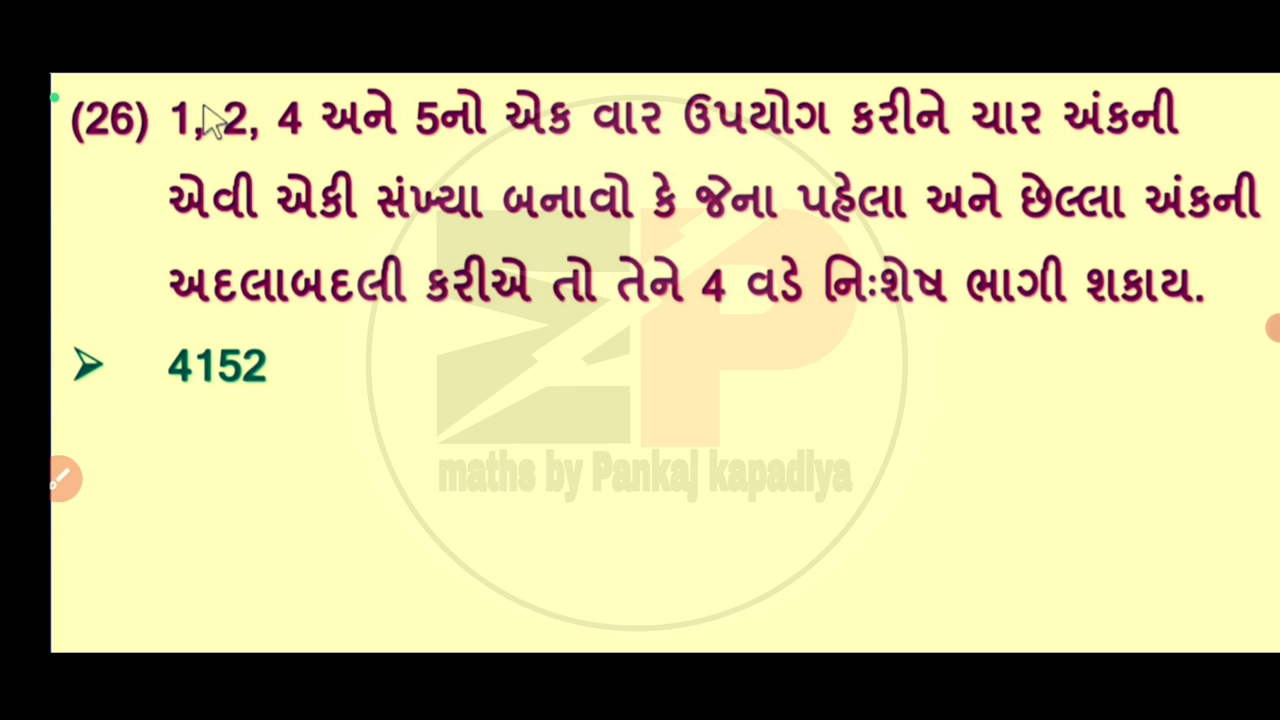 (26) 1, 2, 4 અને 5નો એક વાર ઉપયોગ કરીને ચાર અંકની
એવી એકી સંખ્યા બનાવો કે જેના પહેલા અને છેલ્લા અંકની
અદલાબદલી કરીએ તો તેને 4 વડે નિઃશેષ ભાગી શકાય.
➢ 4152
maths by Pankaj kapadiya